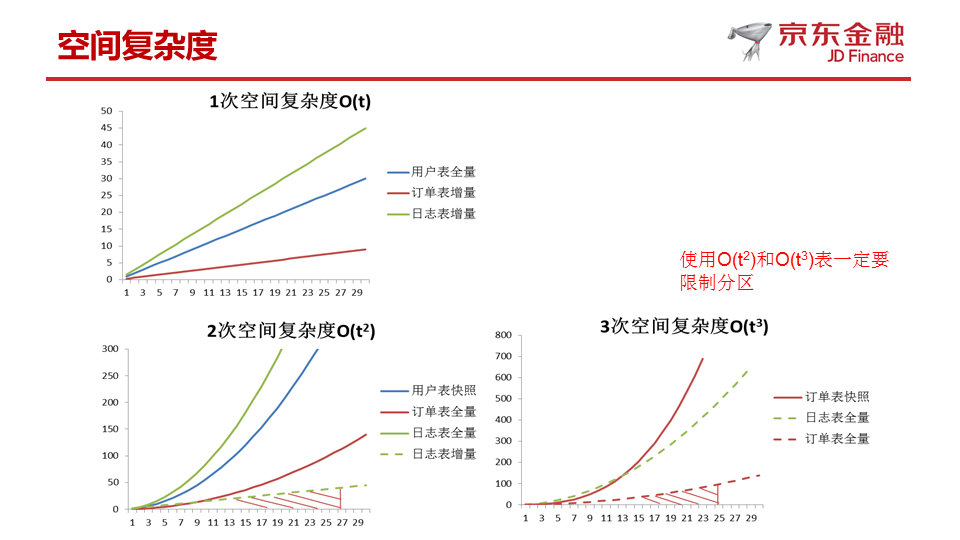 空间复杂度
京东金融
JD Finance
1次空间复杂度O(t)
50
45
40
35
30
25
20
15
10
5
0
1 3 5 7 9 11 13 15 17 19 21 23 25 27 29
用户表全量
订单表增量
日志表增量
使用O(t²)和O(t³)表一定要
限制分区
2次空间复杂度O(t²)
300
250
200
150
100
50
0
1 3 5 7 9 11 13 15 17 19 21 23 25 27 29
用户表快照
订单表全量
日志表全量
日志表增量
3次空间复杂度O(t³)
800
700
600
500
400
300
200
100
0
1 3 5 7 9 11 13 15 17 19 21 23 25 27 29
订单表快照
日志表全量
订单表全量